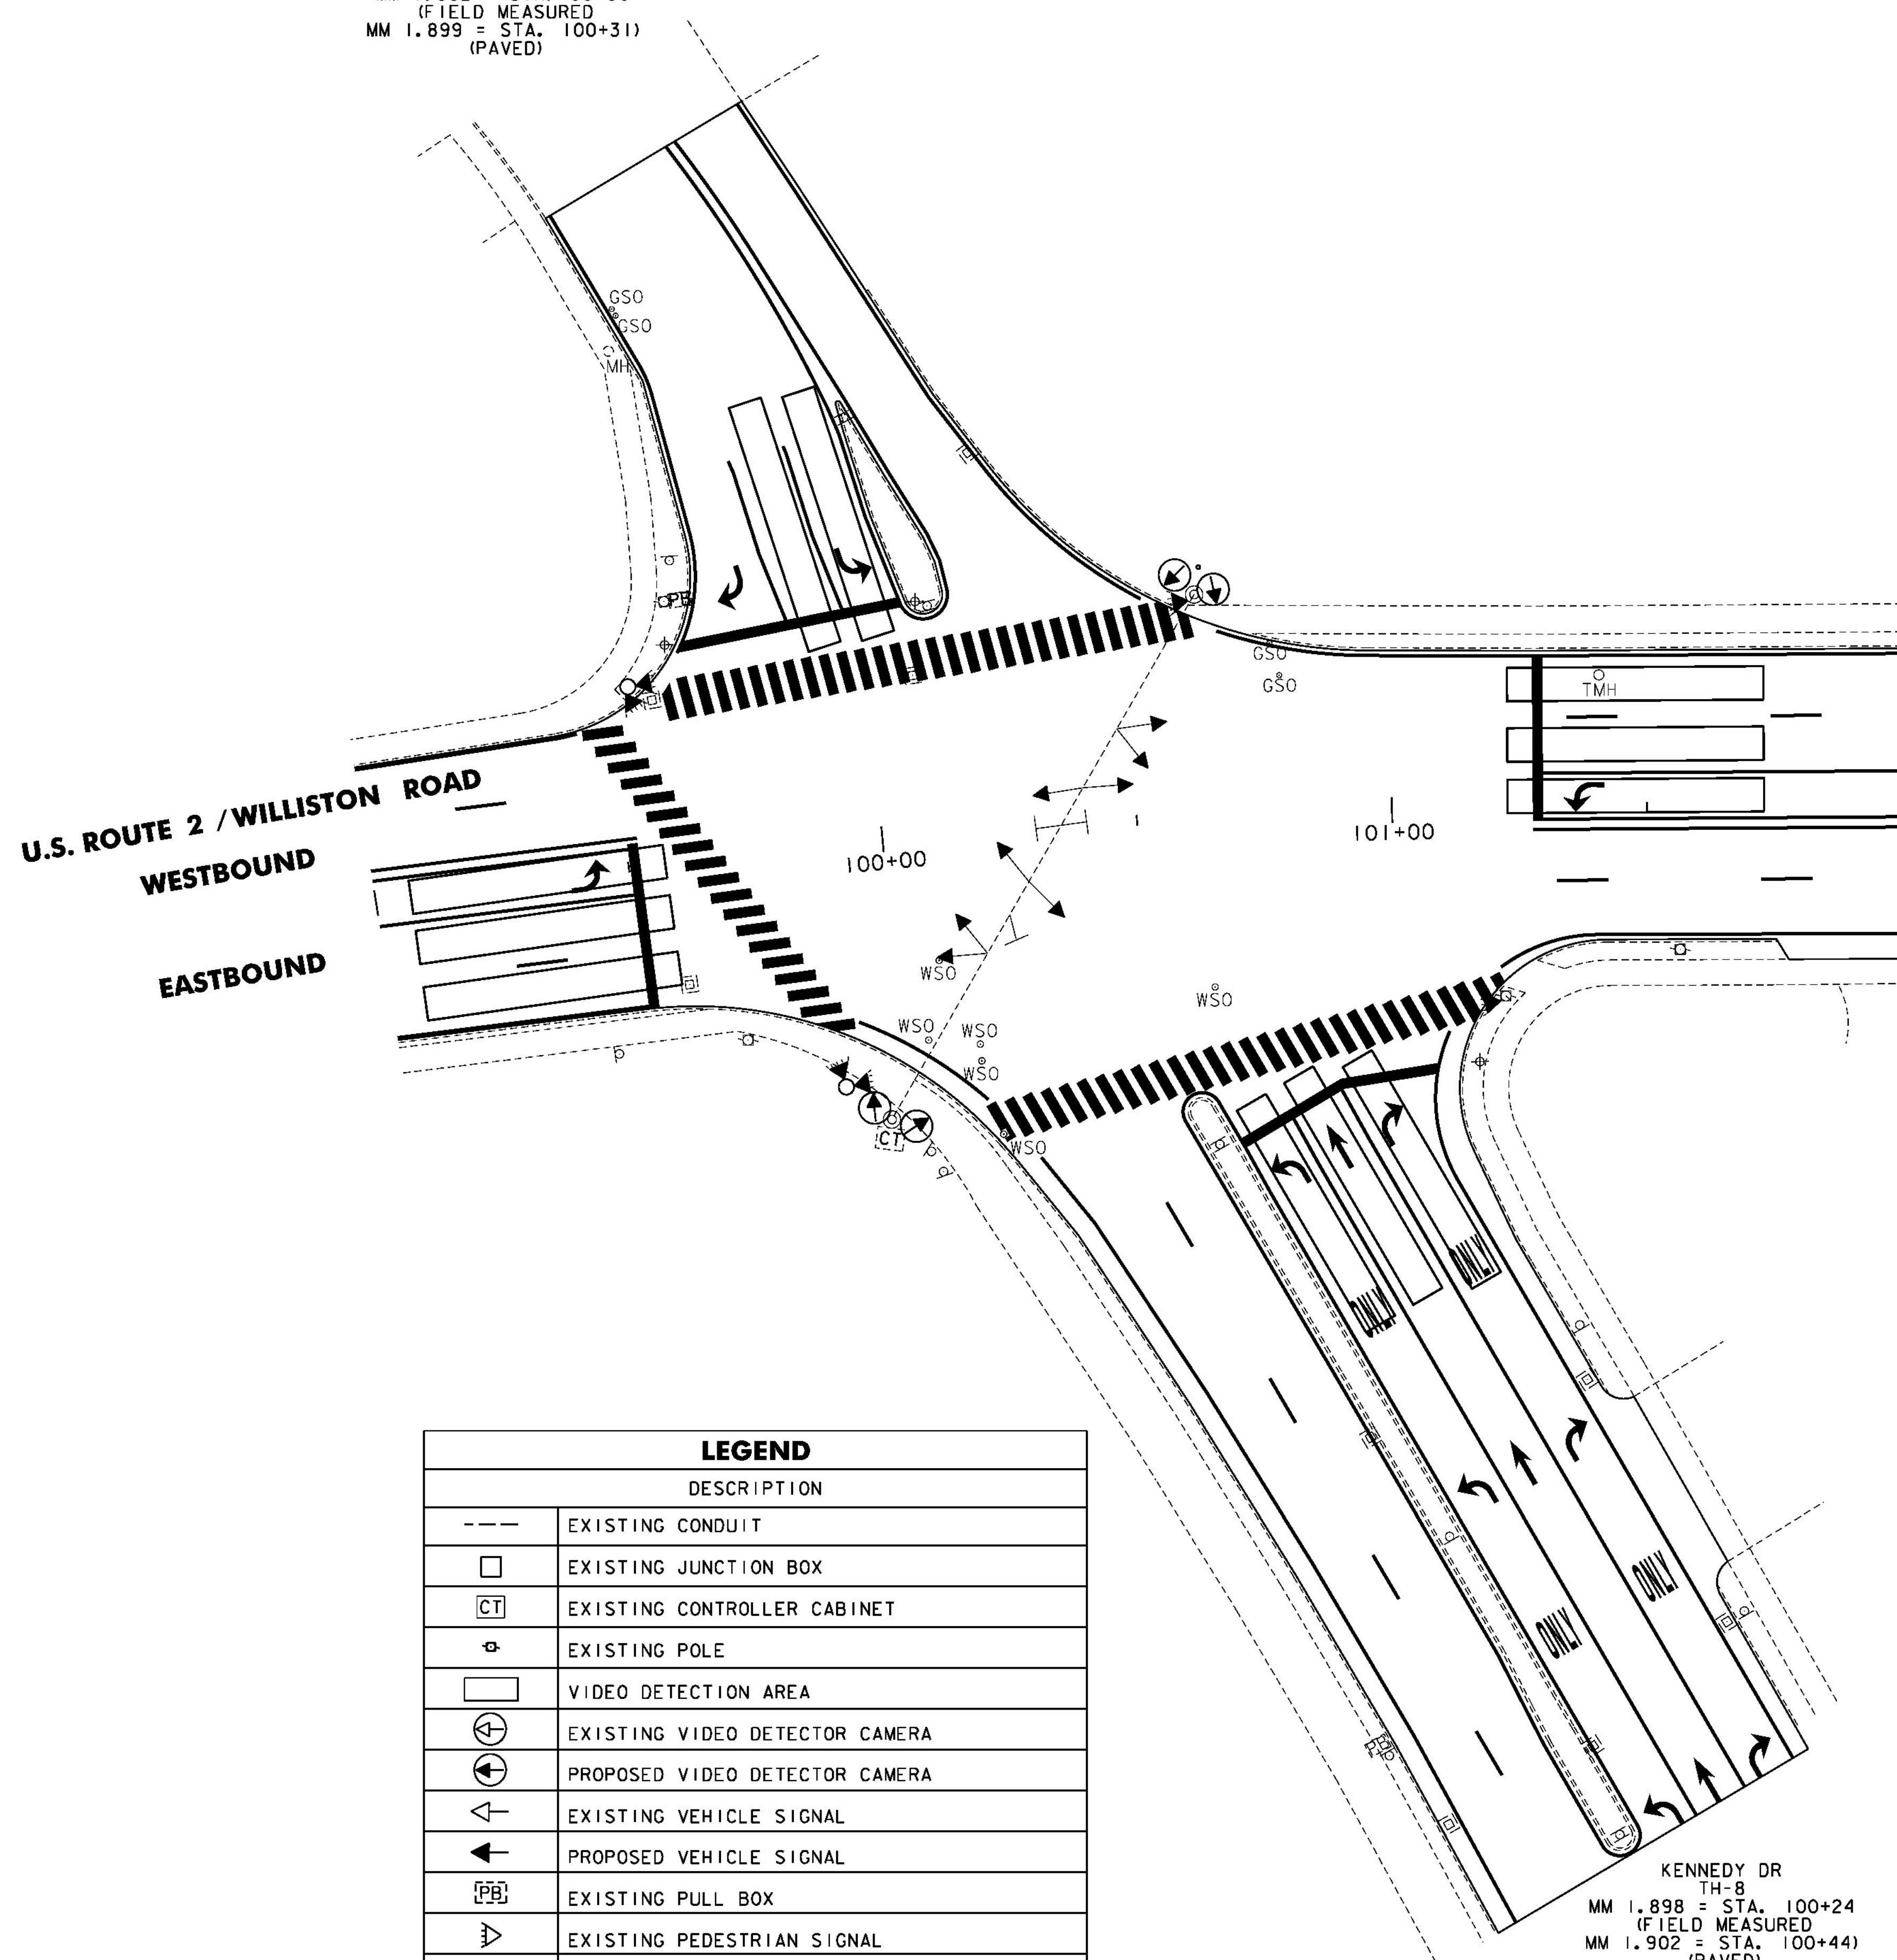 (FIELD MEASURED
MM 1.899 = STA. 100+31)
(PAVED)
GSO
GSO
MH
PB
GSO
GSO
TMH
U.S. ROUTE 2 / WILLISTON ROAD
WESTBOUND
EASTBOUND
100+00
101+00
WSO
WSO
WSO
WSO
WSO
WSO
CT
ONLY
ONLY
ONLY
ONLY
LEGEND
DESCRIPTION
EXISTING CONDUIT
EXISTING JUNCTION BOX
CT EXISTING CONTROLLER CABINET
EXISTING POLE
VIDEO DETECTION AREA
EXISTING VIDEO DETECTOR CAMERA
PROPOSED VIDEO DETECTOR CAMERA
EXISTING VEHICLE SIGNAL
PROPOSED VEHICLE SIGNAL
PB EXISTING PULL BOX
EXISTING PEDESTRIAN SIGNAL
KENNEDY DR
TH-8
MM 1.898 = STA. 100+24
(FIELD MEASURED
MM 1.902 = STA. 100+44)
(PAVED)